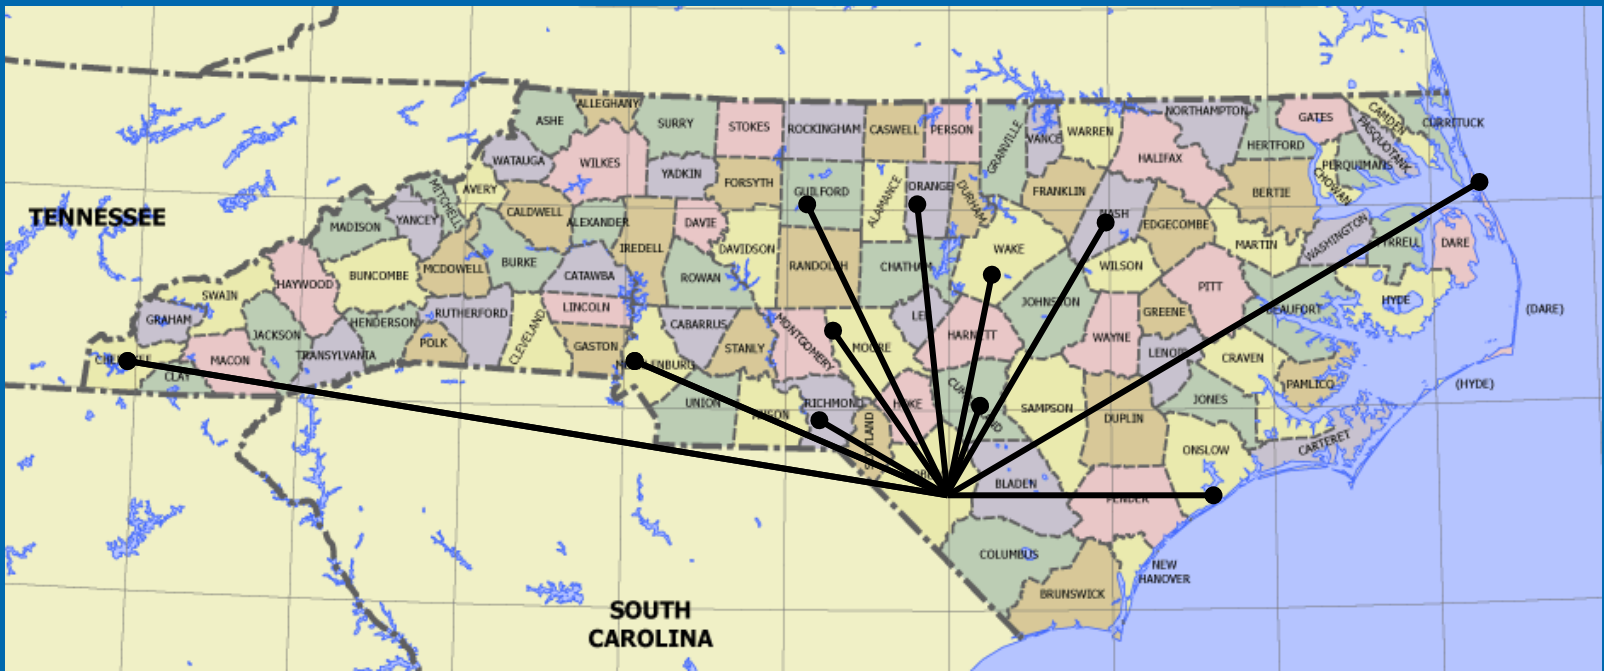 ALLEGHANY
ASHE
SURRY
STOKES
ROCKINGHAM
CASWELL
PERSON
GRANVILLE
VANCE
WARREN
NORTHAMPTON
GATES
CAMDEN
PASQUOTANK
CURRITUCK
HERTFORD
HALIFAX
WATAUGA
WILKES
YADKIN
FORSYTH
GUILFORD
ALAMANCE
ORANGE
DURHAM
FRANKLIN
BERTIE
PERQUIMANS
CHOWAN
TENNESSEE
MITCHELL
AVERY
YANCEY
MADISON
CALDWELL
ALEXANDER
IREDELL
DAVIE
DAVIDSON
NASH
EDGECOMBE
MARTIN
WASHINGTON
TYRRELL
DARE
BUNCOMBE
MCDOWELL
BURKE
CATAWBA
ROWAN
RANDOLPH
CHATHAM
WAKE
WILSON
PITT
SWAIN
HAYWOOD
JOHNSTON
BEAUFORT
HYDE
(DARE)
GRAHAM
JACKSON
HENDERSON
RUTHERFORD
CLEVELAND
LINCOLN
CABARRUS
STANLY
MONTGOMERY
MOORE
LEE
HARNETT
WAYNE
GREENE
LENOIR
CRAVEN
MACON
TRANSYLVANIA
POLK
GASTON
CLAY
UNION
RICHMOND
SCOTLAND
HOKE
SAMPSON
DUPLIN
JONES
PAMLICO
(HYDE)
ONSLOW
CARTERET
BLADEN
PENDER
COLUMBUS
NEW
HANOVER
BRUNSWICK
SOUTH
CAROLINA